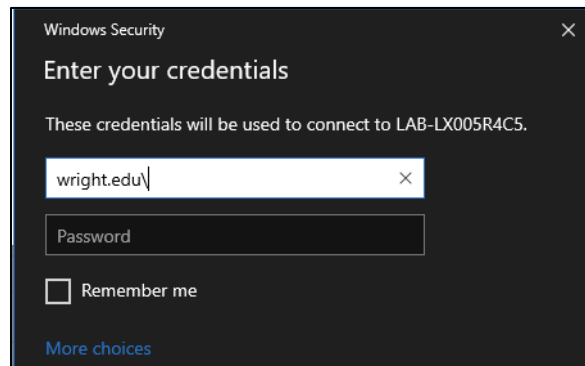 Windows Security
Enter your credentials
These credentials will be used to connect to LAB-LX005R4C5.
wright.edu\
Password
Remember me
More choices